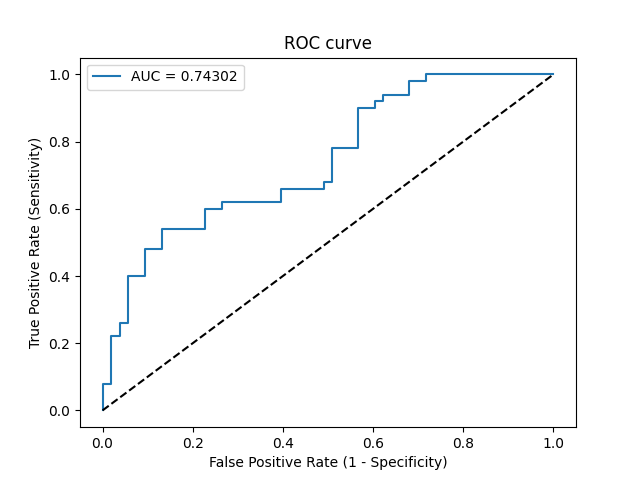 ROC curve
AUC = 0.74302
True Positive Rate (Sensitivity)
1.0
0.8
0.6
0.4
0.2
0.0
0.0 0.2 0.4 0.6 0.8 1.0
False Positive Rate (1 - Specificity)